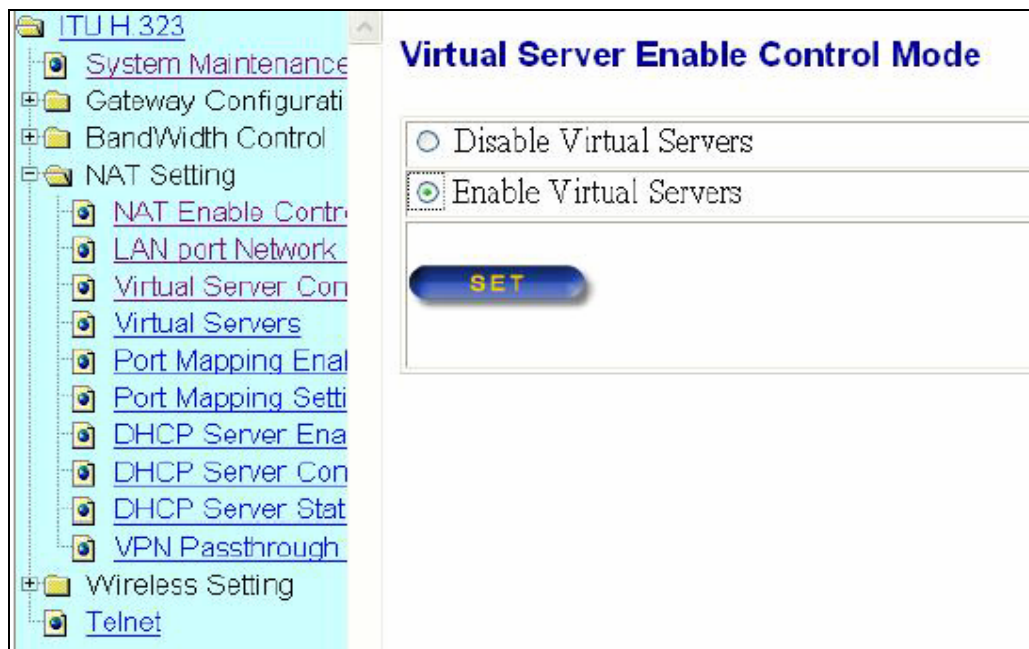 ITU H.323
System Maintenance
Gateway Configurati
BandWidth Control
NAT Setting
NAT Enable Contr
LAN port Network
Virtual Server Con
Virtual Servers
Port Mapping Enal
Port Mapping Setti
DHCP Server Ena
DHCP Server Con
DHCP Server Stat
VPN Passthrough
Wireless Setting
Telnet
Virtual Server Enable Control Mode
Disable Virtual Servers
Enable Virtual Servers
SET